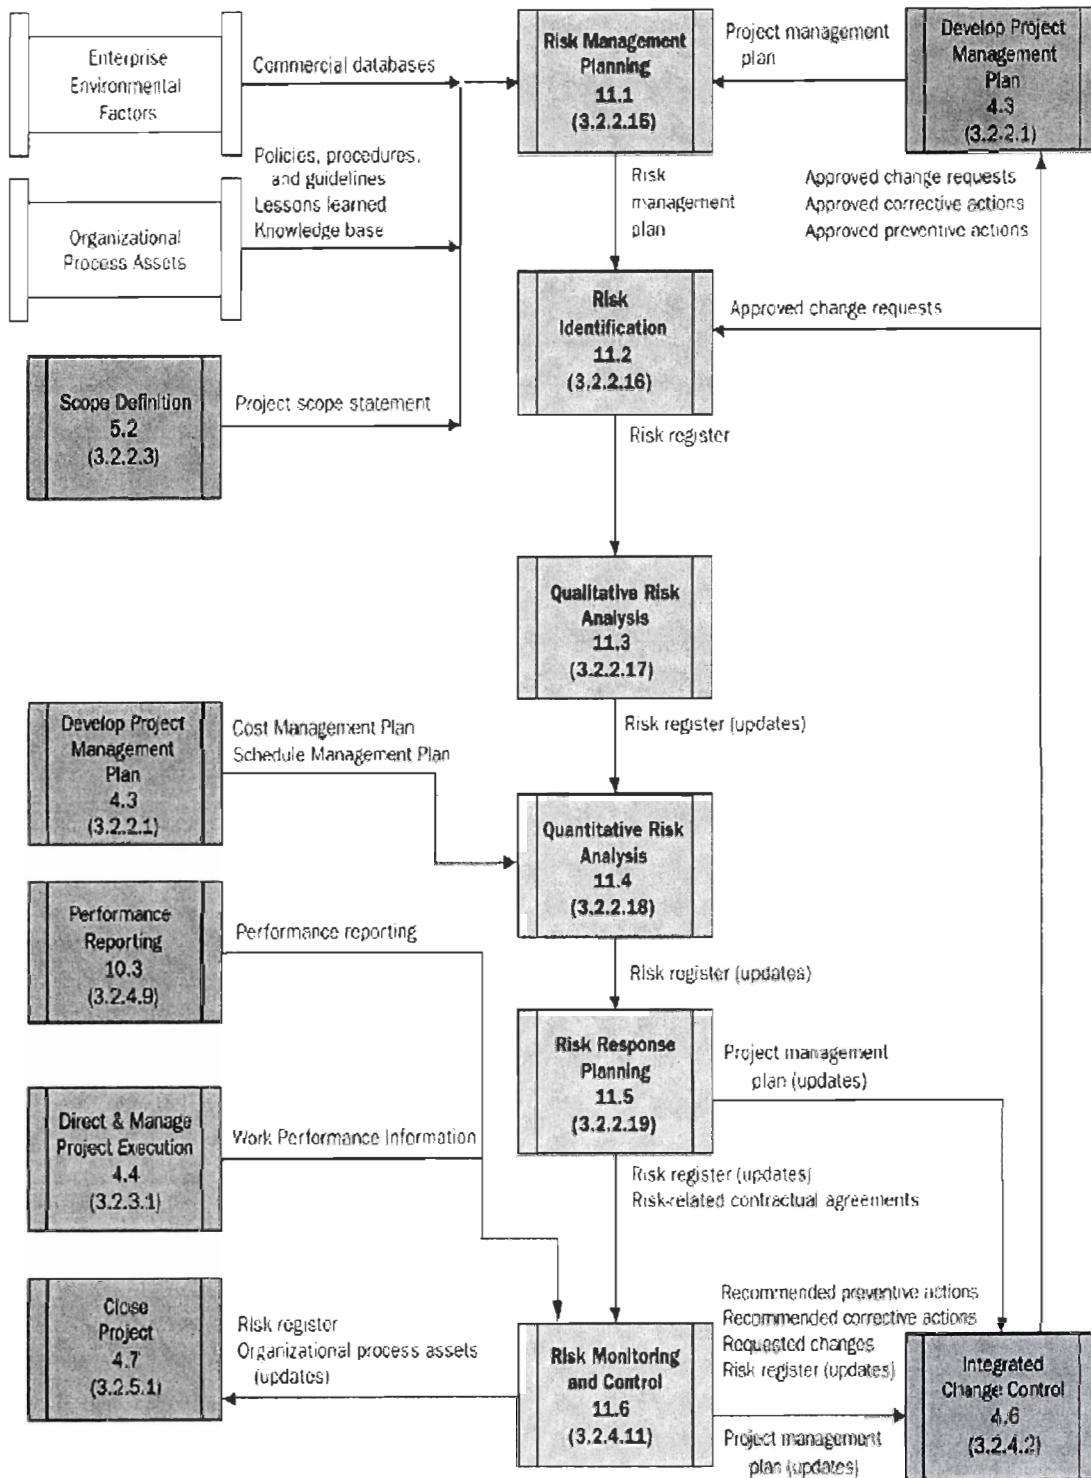 Enterprise
Environmental
Factors
Commercial databases
Risk Management
Planning
11.1
(3.2.2.15)
Project management
plan
Develop Project
Management
Plan
4.3
(3.2.2.1)
Organizational
Process Assets
Policies, procedures,
and guidelines
Lessons learned
Knowledge base
Risk
management
plan
Approved change requests
Approved corrective actions
Approved preventive actions
Risk
Identification
11.2
(3.2.2.16)
Approved change requests
Scope Definition
5.2
(3.2.2.3)
Project scope statement
Risk register
Qualitative Risk
Analysis
11.3
(3.2.2.17)
Risk register (updates)
Develop Project
Management
Plan
4.3
(3.2.2.1)
Cost Management Plan
Schedule Management Plan
Quantitative Risk
Analysis
11.4
(3.2.2.18)
Performance
Reporting
10.3
(3.2.4.9)
Performance reporting
Risk register (updates)
Risk Response
Planning
11.5
(3.2.2.19)
Project management
plan (updates)
Direct & Manage
Project Execution
4.4
(3.2.3.1)
Work Performance Information
Risk register (updates)
Risk-related contractual agreements
Close
Project
4.7
(3.2.5.1)
Risk register
Organizational process assets
(updates)
Risk Monitoring
and Control
11.6
(3.2.4.11)
Recommended preventive actions
Recommended corrective actions
Requested changes
Risk register (updates)
Project management
plan (updates)
Integrated
Change Control
4.6
(3.2.4.2)